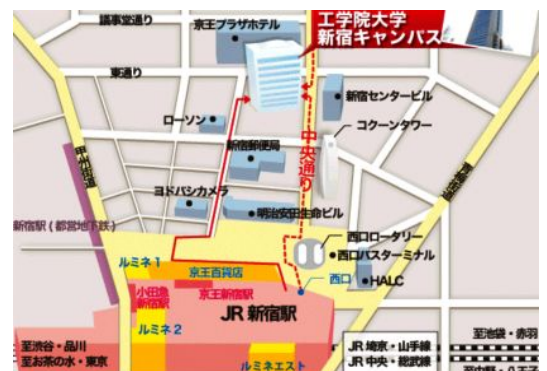 議事堂通り
京王プラザホテル
工学院大学
新宿キャンパス
東通り
新宿センタービル
ローソン
コクーンタワー
中央通り
新宿郵便局
甲州街道
ヨドバシカメラ
明治安田生命ビル
新宿駅(都営地下鉄)
西口ロータリー
ルミネ1
西口バスターミナル
京王百貨店
西口
HALC
小田急
新宿駅
京王新宿駅
JR 新宿駅
ルミネ2
至池袋・赤羽
至渋谷・品川
JR 埼京・山手線
至お茶の水・東京
ルミネエスト
JR 中央・総武線